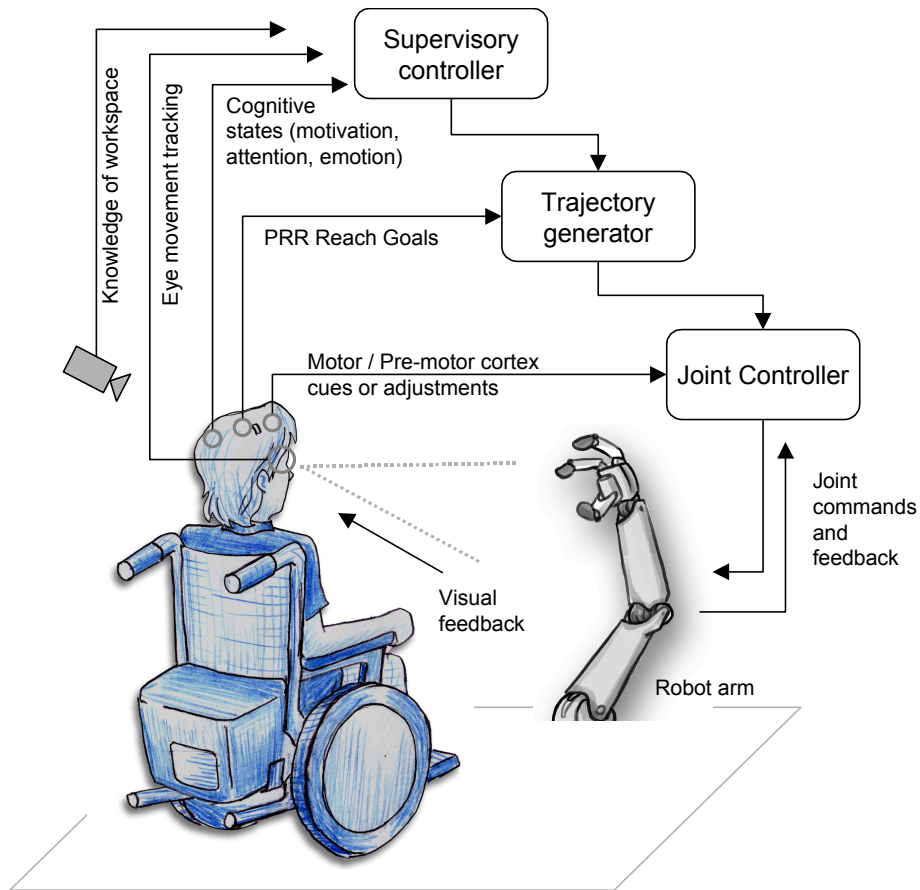 Supervisory
controller
Knowledge of workspace
Eye movement tracking
Cognitive
states (motivation,
attention, emotion)
Trajectory
generator
PRR Reach Goals
Motor / Pre-motor cortex
cues or adjustments
Joint Controller
Joint
commands
and
feedback
Visual
feedback
Robot arm